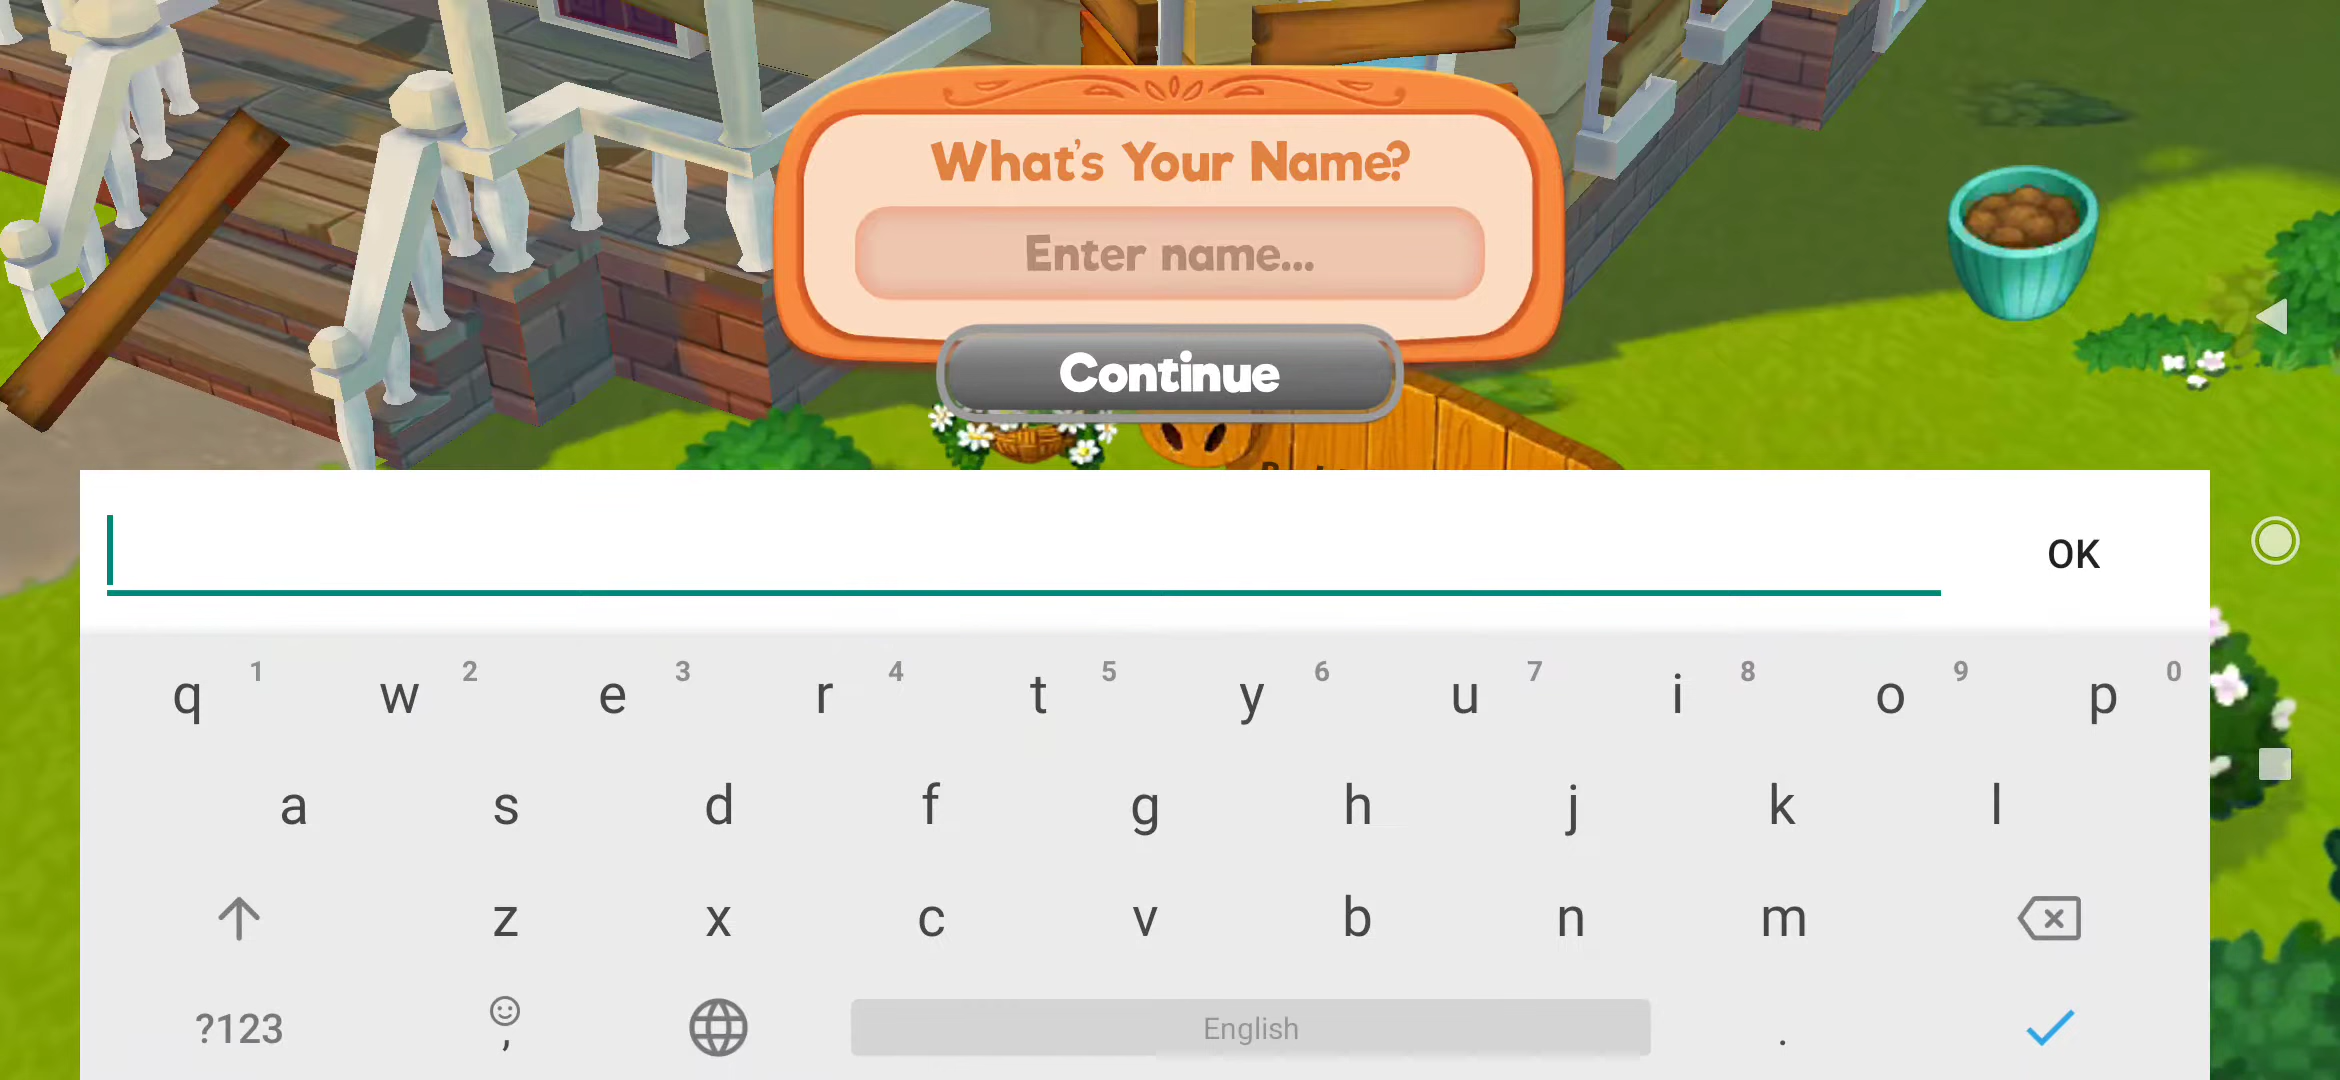 What's Your Name?
Enter name...
Continue
OK
q 1 w 2 e 3 r 4 t 5 y 6 u 7 i 8 o 9 p 0
a s d f g h j k l
z x c v b n m
?123 , English .